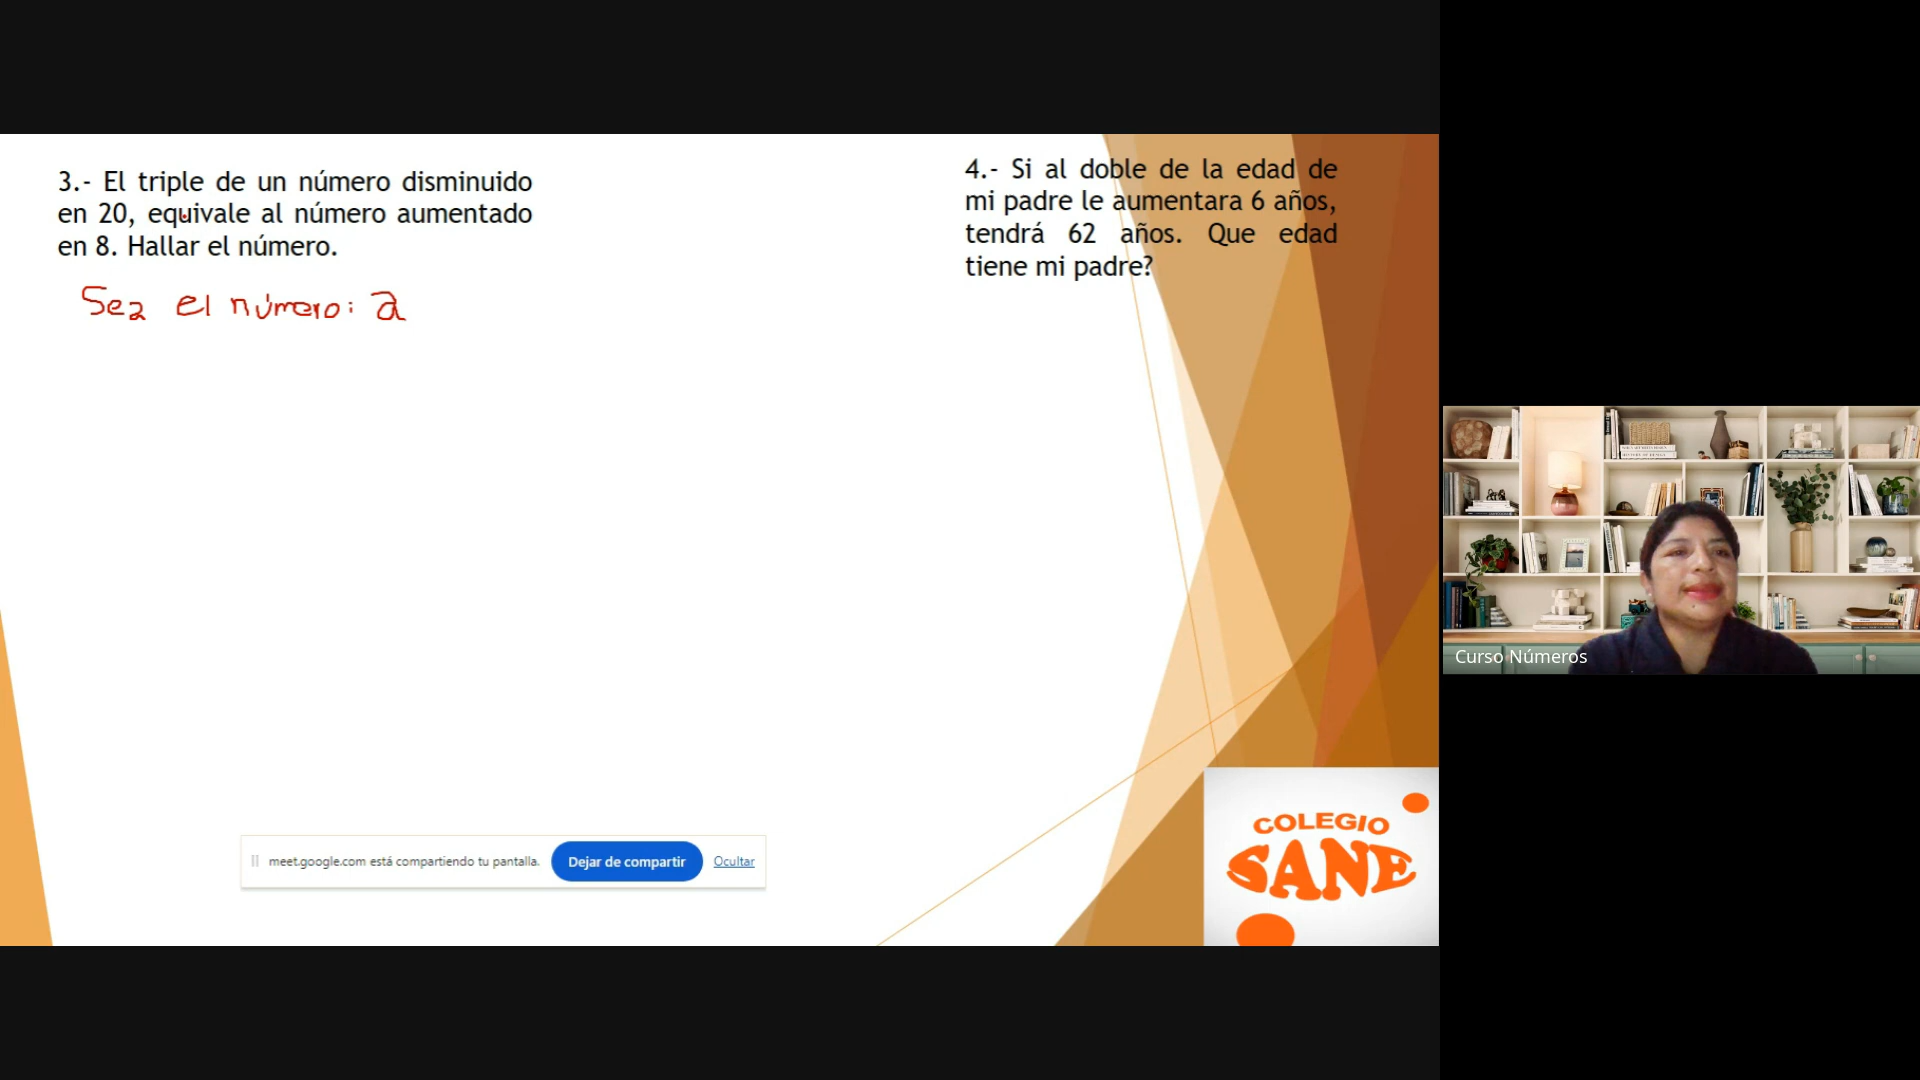 3.- El triple de un número disminuido
en 20, equivale al número aumentado
en 8. Hallar el número.
Sea el número: a
4.- Si al doble de la edad de
mi padre le aumentara 6 años,
tendrá 62 años. Que edad
tiene mi padre?
meet.google.com está compartiendo tu pantalla.
Dejar de compartir
Ocultar
COLEGIO
SANE
Curso Números